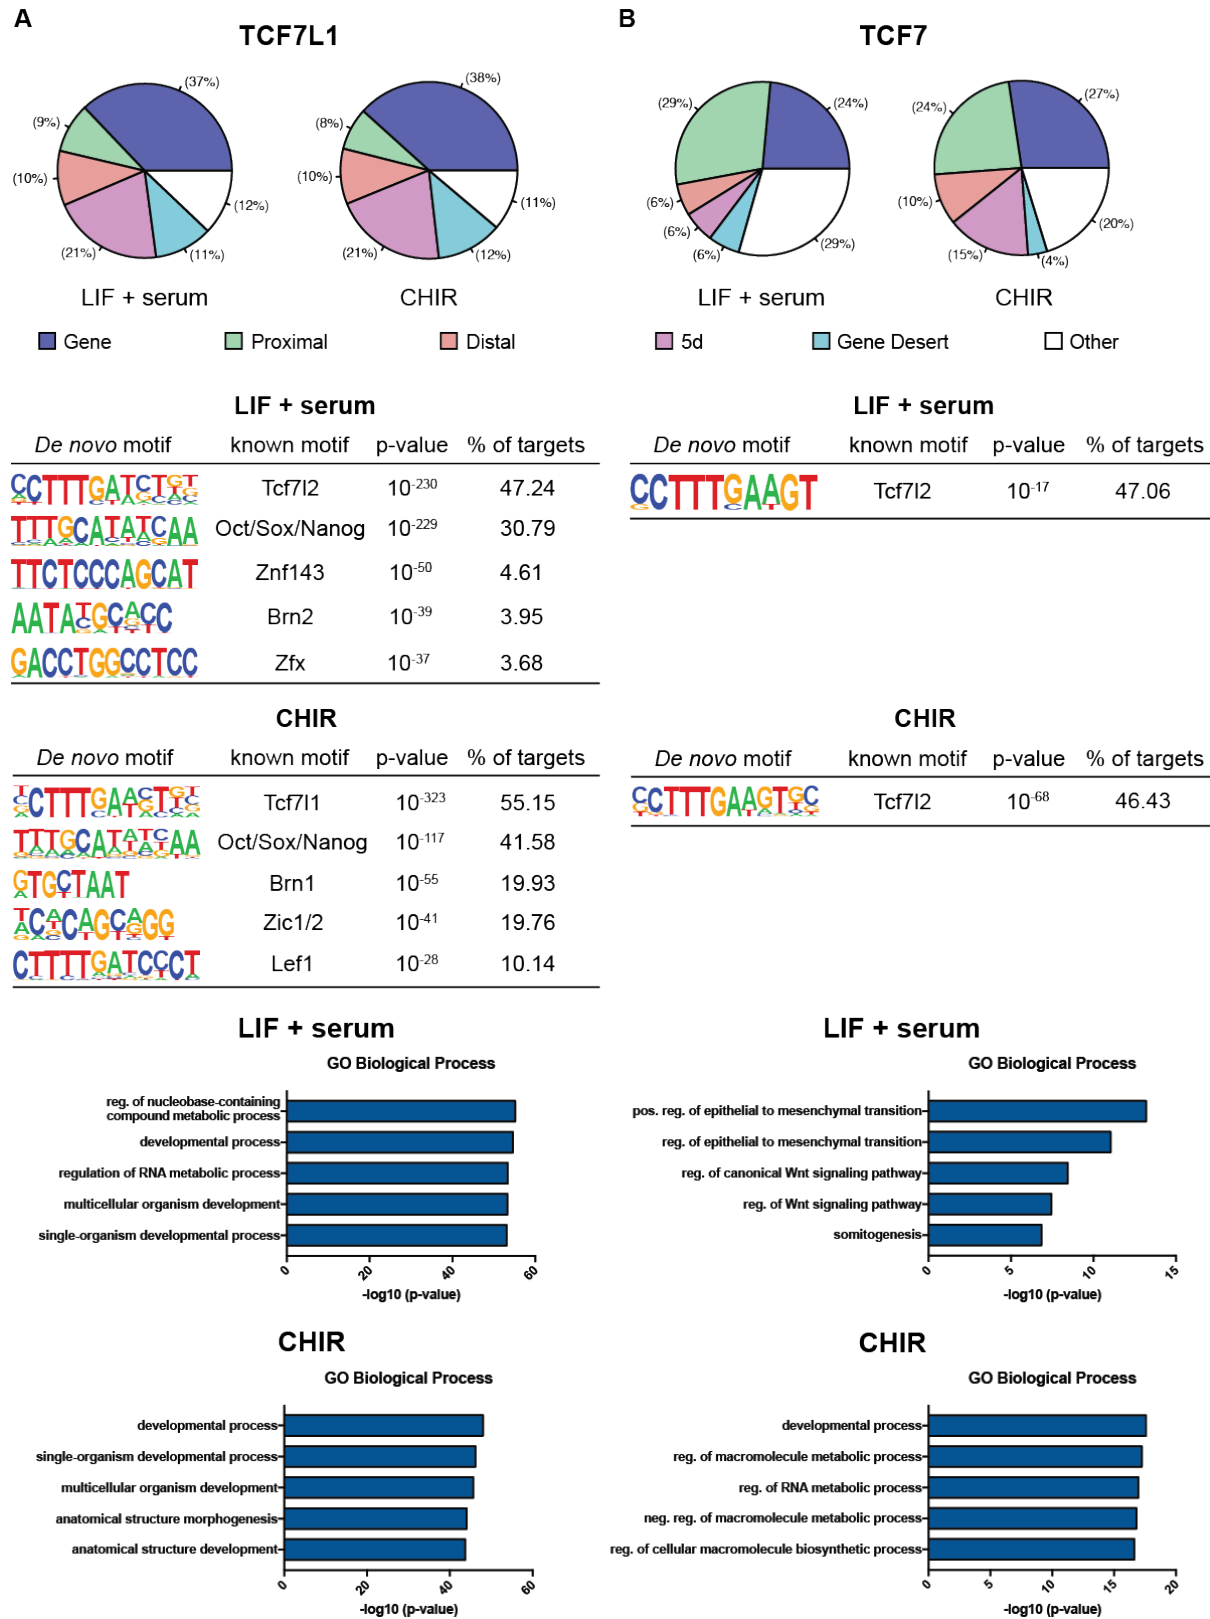 A
B
TCF7L1
TCF7
(37%)
(9%)
(10%)
(21%)
(11%)
(12%)
LIF + serum
(38%)
(8%)
(10%)
(21%)
(12%)
(11%)
CHIR
(29%)
(24%)
(6%)
(6%)
(6%)
(29%)
LIF + serum
(24%)
(27%)
(10%)
(15%)
(4%)
(20%)
CHIR
Gene
Proximal
Distal
5d
Gene Desert
Other
LIF + serum
De novo motif known motif p-value % of targets
CCTTTGATCTGT Tcf7l2 10-230 47.24
TTTGCATATCAA Oct/Sox/Nanog 10-229 30.79
TTCTCCCAGCAT Znf143 10-50 4.61
AATATGCACC Brn2 10-39 3.95
GACCTGGCCTCC Zfx 10-37 3.68
CHIR
De novo motif known motif p-value % of targets
TCTTTGAACTGT Tcf7l1 10-323 55.15
TTTGCATATCAA Oct/Sox/Nanog 10-117 41.58
GTGCTAAT Brn1 10-55 19.93
TCACAGCAGG Zic1/2 10-41 19.76
CTTTTGATCCCT Lef1 10-28 10.14
LIF + serum
De novo motif known motif p-value % of targets
CCTTTGAAGT Tcf7l2 10-17 47.06
CHIR
De novo motif known motif p-value % of targets
CCTTTGAAGTGC Tcf7l2 10-68 46.43
LIF + serum
GO Biological Process
reg. of nucleobase-containing
compound metabolic process
developmental process
regulation of RNA metabolic process
multicellular organism development
single-organism developmental process
0 20 40 60
-log10 (p-value)
LIF + serum
GO Biological Process
pos. reg. of epithelial to mesenchymal transition
reg. of epithelial to mesenchymal transition
reg. of canonical Wnt signaling pathway
reg. of Wnt signaling pathway
somitogenesis
0 5 10 15
-log10 (p-value)
CHIR
GO Biological Process
developmental process
single-organism developmental process
multicellular organism development
anatomical structure morphogenesis
anatomical structure development
0 20 40 60
-log10 (p-value)
CHIR
GO Biological Process
developmental process
reg. of macromolecule metabolic process
reg. of RNA metabolic process
neg. reg. of macromolecule metabolic process
reg. of cellular macromolecule biosynthetic process
0 5 10 15 20
-log10 (p-value)